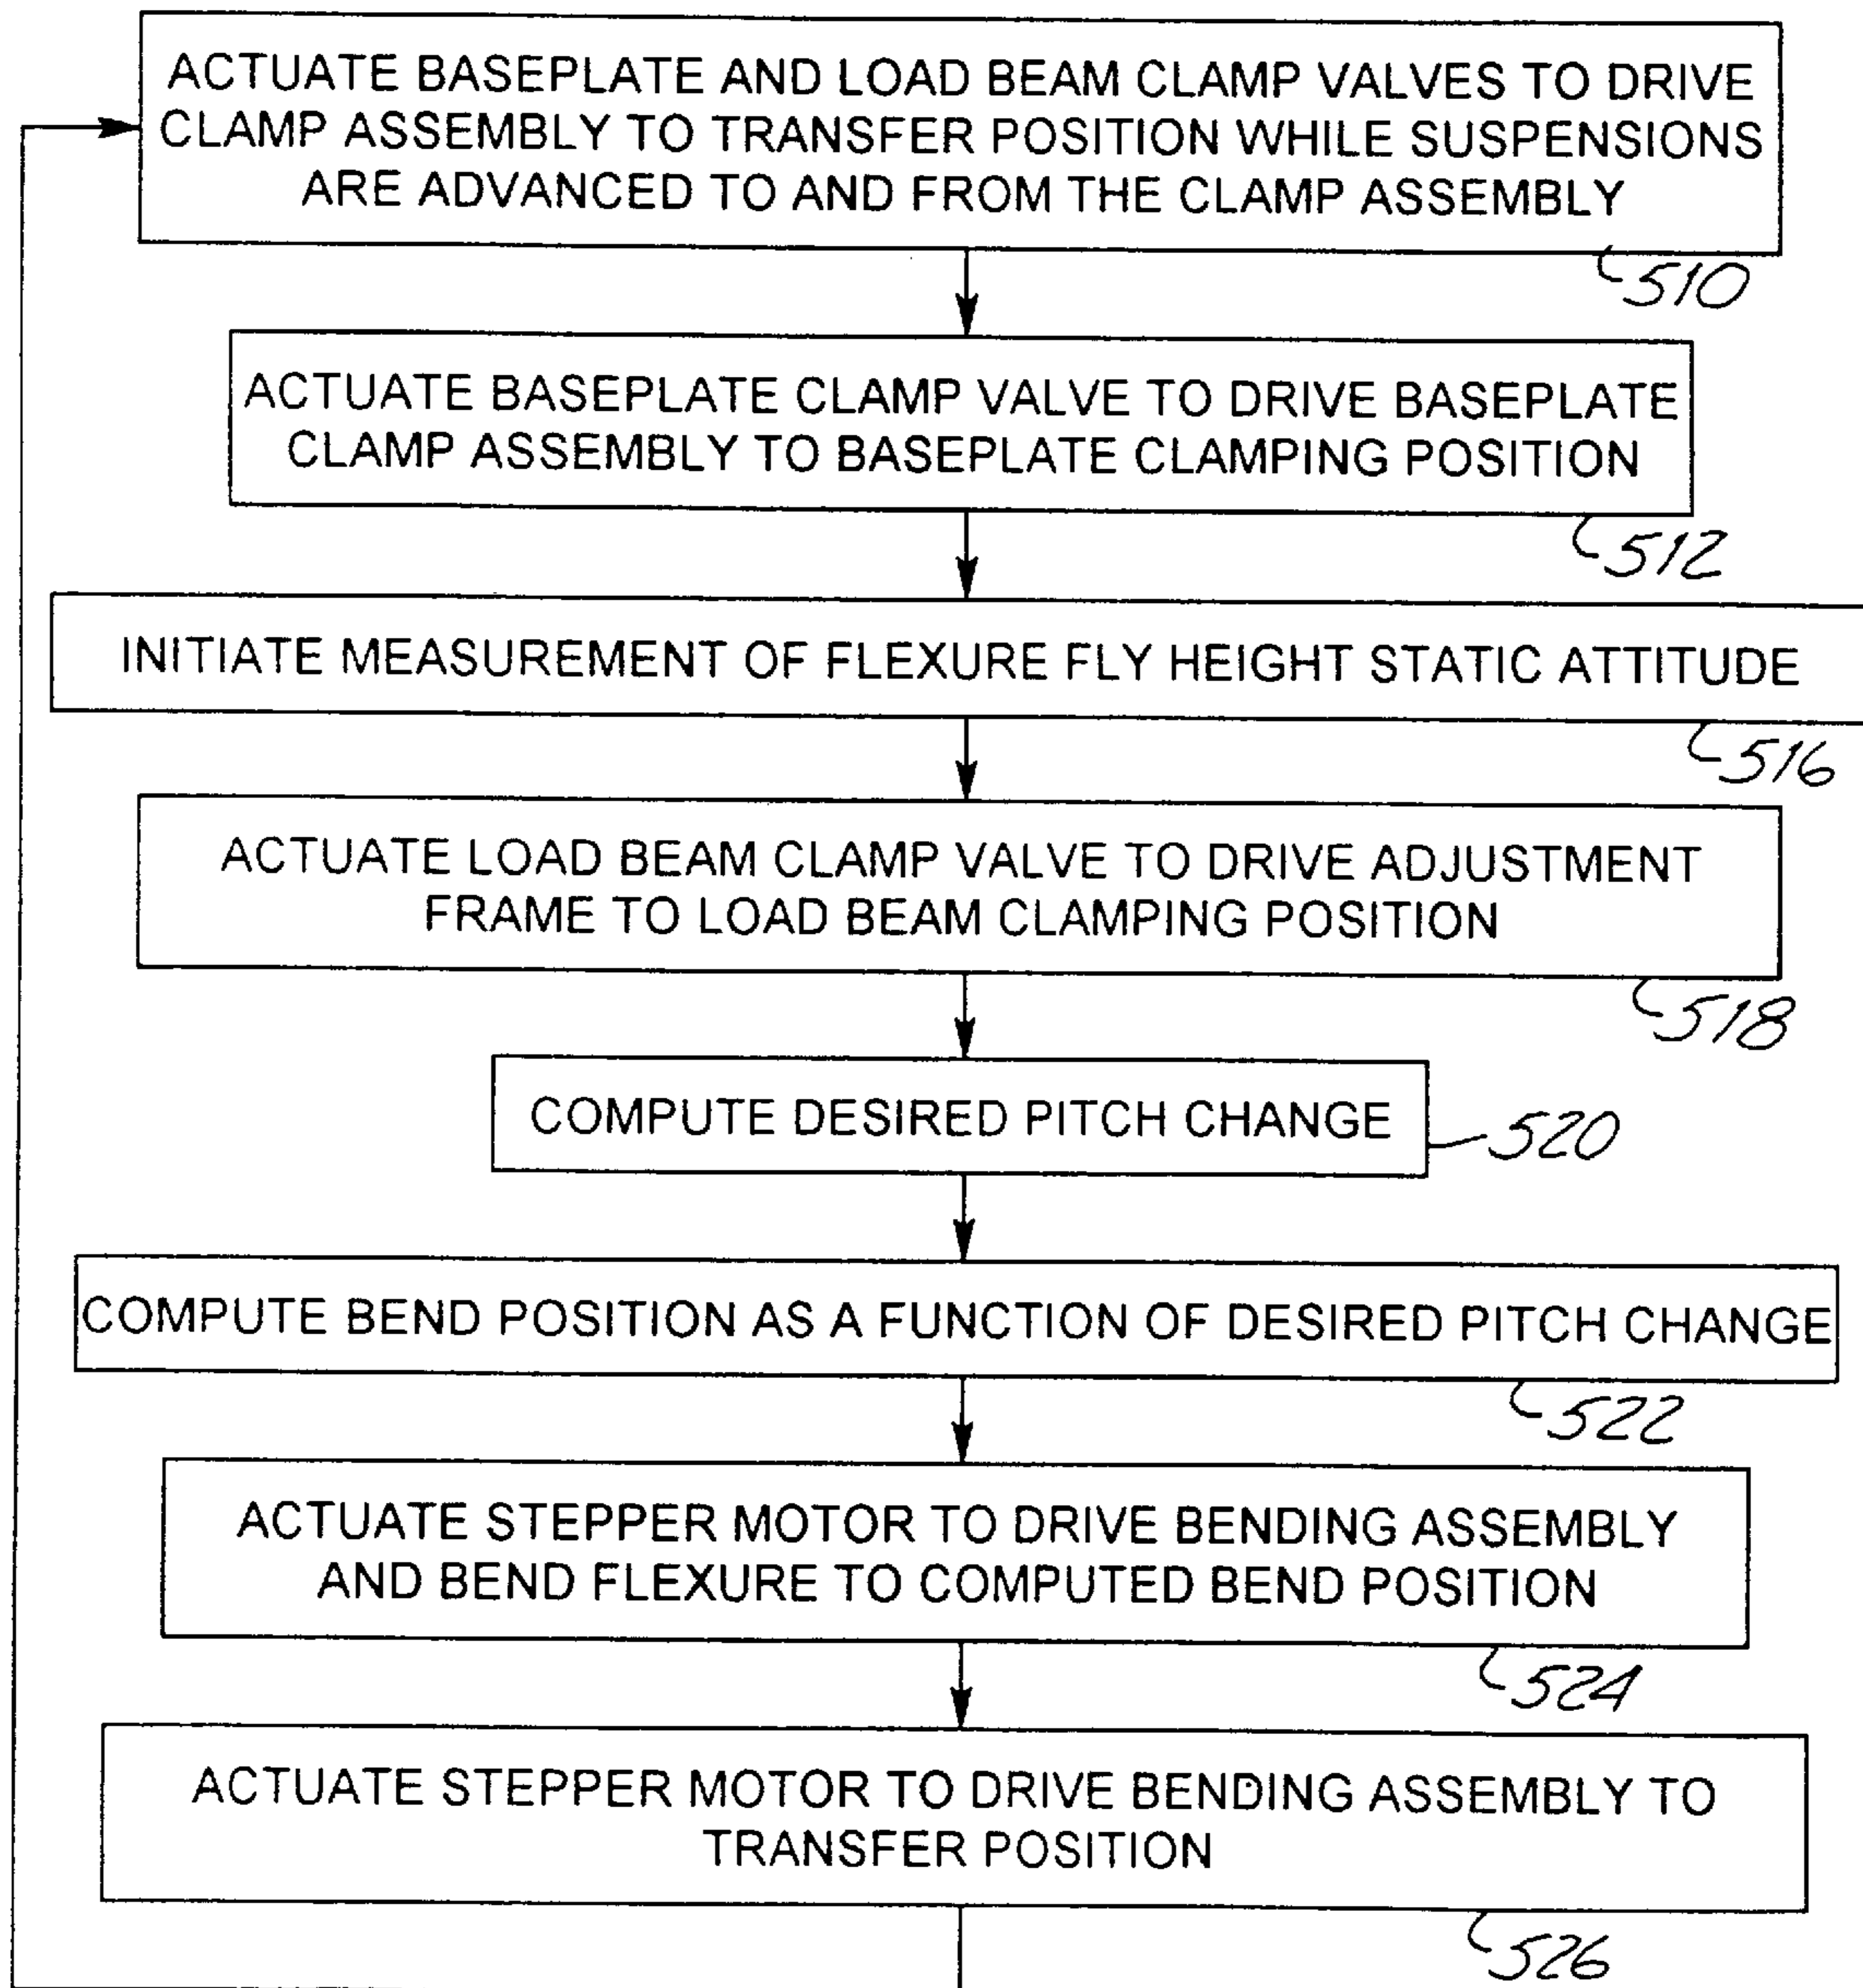 ACTUATE BASEPLATE AND LOAD BEAM CLAMP VALVES TO DRIVE
CLAMP ASSEMBLY TO TRANSFER POSITION WHILE SUSPENSIONS
ARE ADVANCED TO AND FROM THE CLAMP ASSEMBLY
510
ACTUATE BASEPLATE CLAMP VALVE TO DRIVE BASEPLATE
CLAMP ASSEMBLY TO BASEPLATE CLAMPING POSITION
512
INITIATE MEASUREMENT OF FLEXURE FLY HEIGHT STATIC ATTITUDE
516
ACTUATE LOAD BEAM CLAMP VALVE TO DRIVE ADJUSTMENT
FRAME TO LOAD BEAM CLAMPING POSITION
518
COMPUTE DESIRED PITCH CHANGE
520
COMPUTE BEND POSITION AS A FUNCTION OF DESIRED PITCH CHANGE
522
ACTUATE STEPPER MOTOR TO DRIVE BENDING ASSEMBLY
AND BEND FLEXURE TO COMPUTED BEND POSITION
524
ACTUATE STEPPER MOTOR TO DRIVE BENDING ASSEMBLY TO
TRANSFER POSITION
526